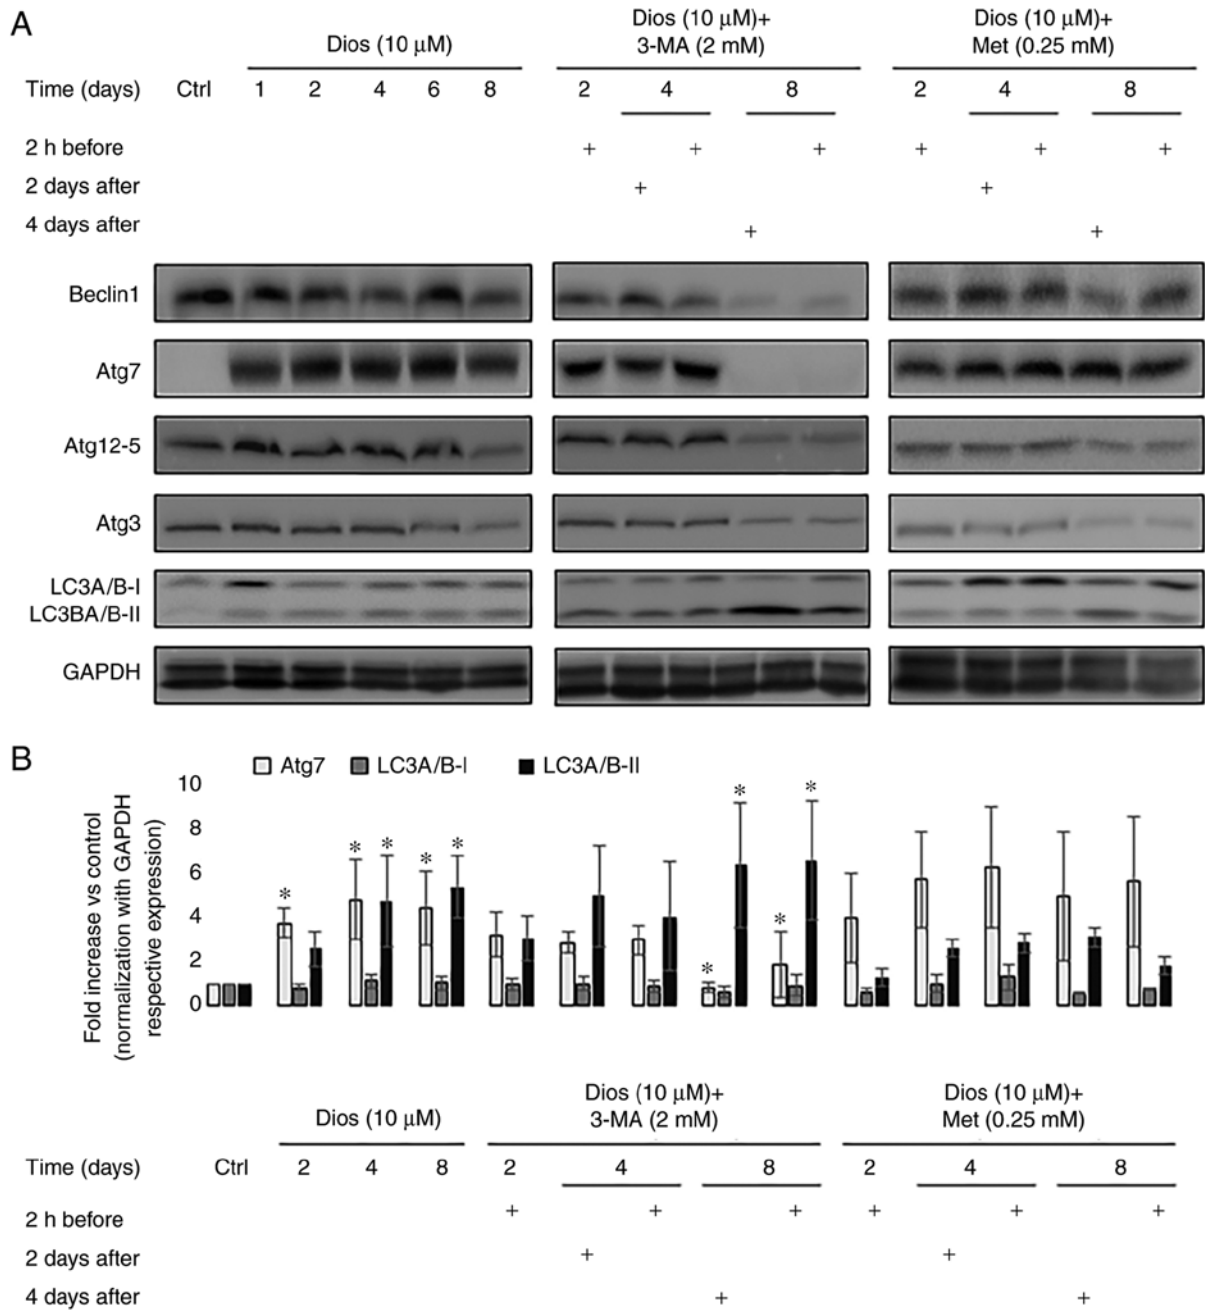 A
Dios (10 μM)
Dios (10 μM)+
3-MA (2 mM)
Dios (10 μM)+
Met (0.25 mM)
Time (days) Ctrl 1 2 4 6 8 2 4 8 2 4 8
2 h before + + + + + +
2 days after + +
4 days after + +
Beclin1
Atg7
Atg12-5
Atg3
LC3A/B-I
LC3BA/B-II
GAPDH
B
Atg7 LC3A/B-I LC3A/B-II
Fold increase vs control
(normalization with GAPDH
respective expression)
10
8
6
4
2
0
* * * * * * * * *
Dios (10 μM)
Dios (10 μM)+
3-MA (2 mM)
Dios (10 μM)+
Met (0.25 mM)
Time (days) Ctrl 2 4 8 2 4 8 2 4 8
2 h before + + + + + +
2 days after + +
4 days after + +